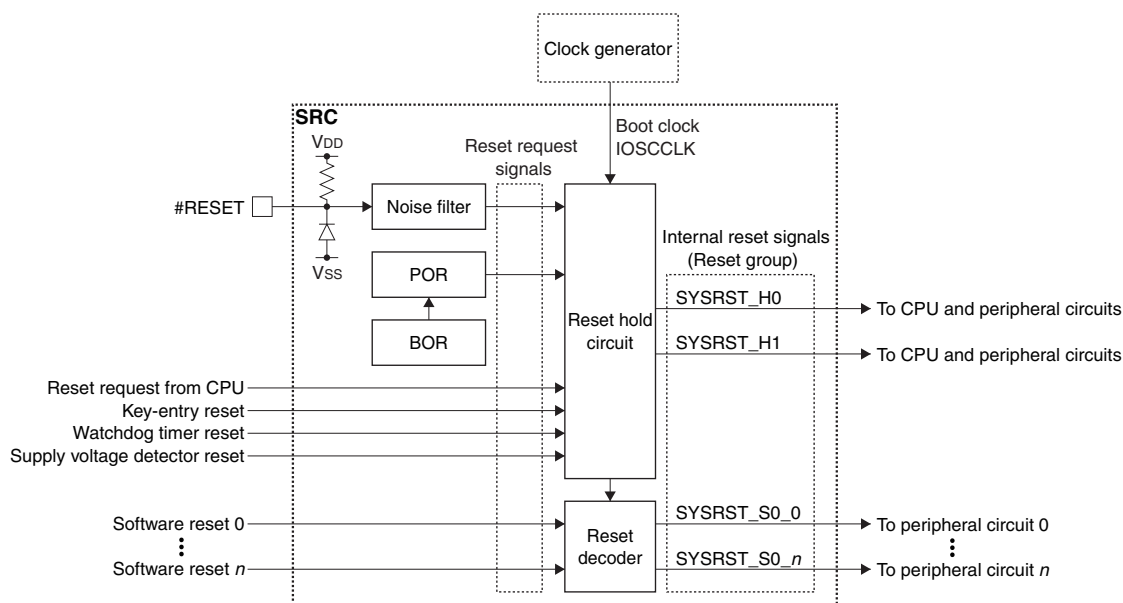 Clock generator
SRC
Boot clock
IOSCCLK
VDD
Reset request
signals
#RESET
Noise filter
Internal reset signals
(Reset group)
VSS
POR
SYSRST_H0
To CPU and peripheral circuits
Reset hold
circuit
BOR
SYSRST_H1
To CPU and peripheral circuits
Reset request from CPU
Key-entry reset
Watchdog timer reset
Supply voltage detector reset
Software reset 0
Reset
decoder
SYSRST_S0_0
To peripheral circuit 0
Software reset n
SYSRST_S0_n
To peripheral circuit n